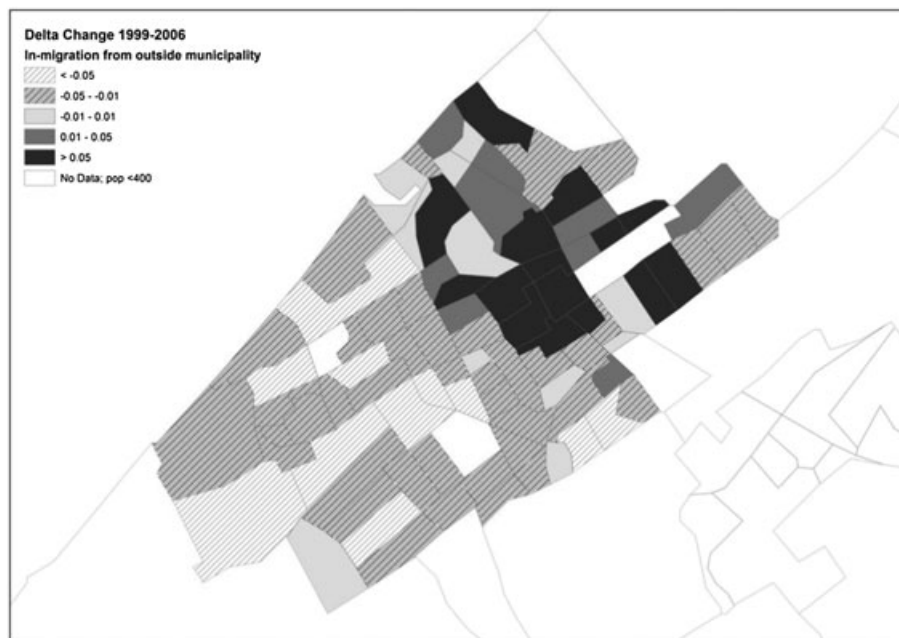 Delta Change 1999-2006
In-migration from outside municipality
< -0.05
-0.05 - -0.01
-0.01 - 0.01
0.01 - 0.05
> 0.05
No Data; pop <400